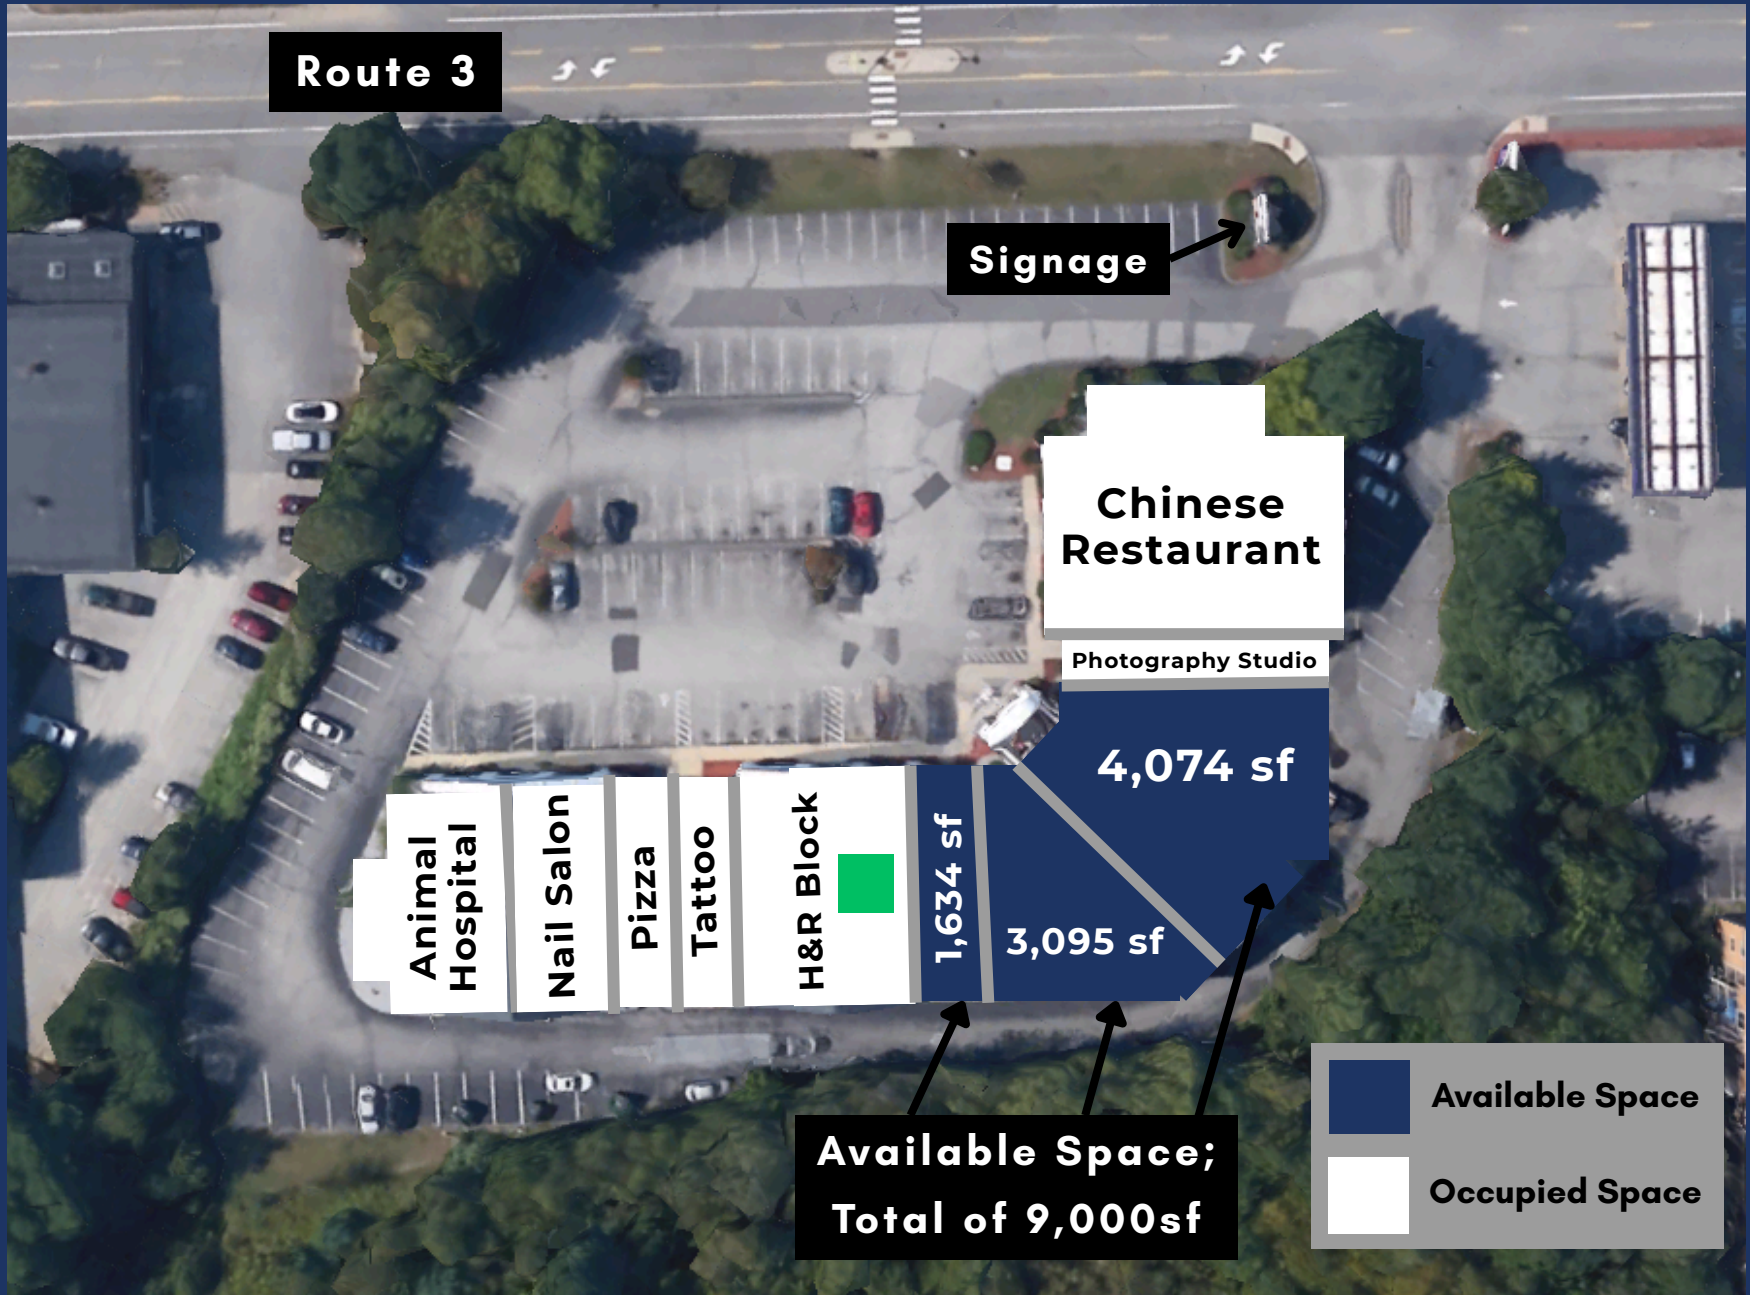 Route 3
Signage
Chinese
Restaurant
Photography Studio
4,074 sf
Animal
Hospital
Nail Salon
Pizza
Tattoo
H&R Block
1,634 sf
3,095 sf
Available Space;
Total of 9,000sf
Available Space
Occupied Space